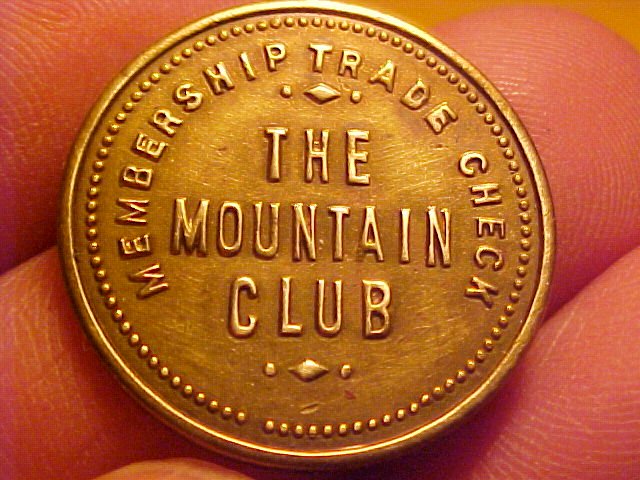 MEMBERSHIP TRADE CHECK
THE
MOUNTAIN
CLUB